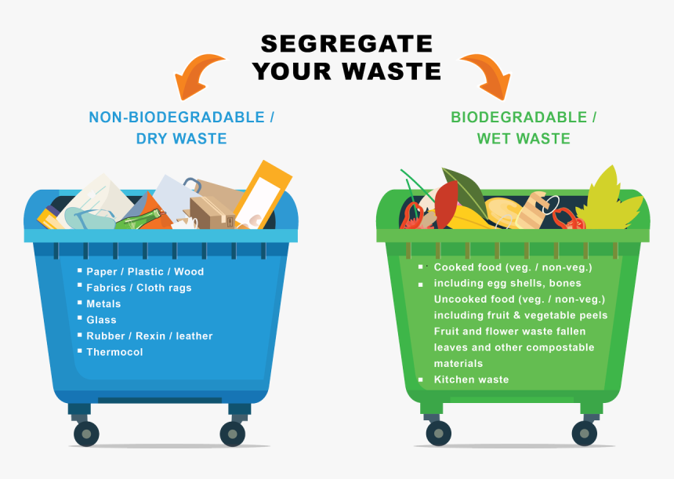 SEGREGATE
YOUR WASTE
NON-BIODEGRADABLE /
DRY WASTE
Paper / Plastic / Wood
Fabrics / Cloth rags
Metals
Glass
Rubber / Rexin / leather
Thermocol
BIODEGRADABLE /
WET WASTE
Cooked food (veg. / non-veg.)
including egg shells, bones
Uncooked food (veg. / non-veg.)
including fruit & vegetable peels
Fruit and flower waste fallen
leaves and other compostable
materials
Kitchen waste